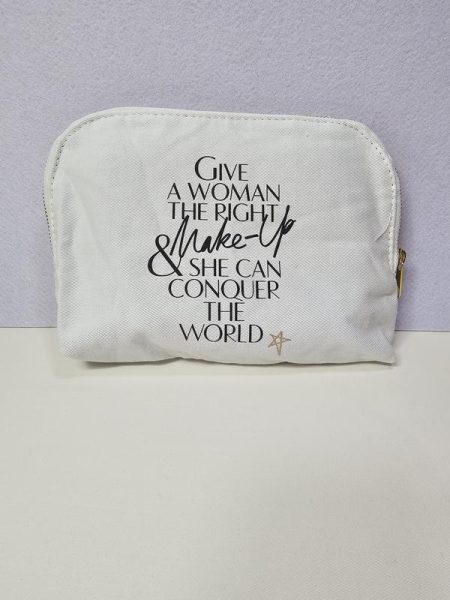 GIVE
A WOMAN
THE RIGHT
Make-Up
& SHE CAN
CONQUER
THE
WORLD